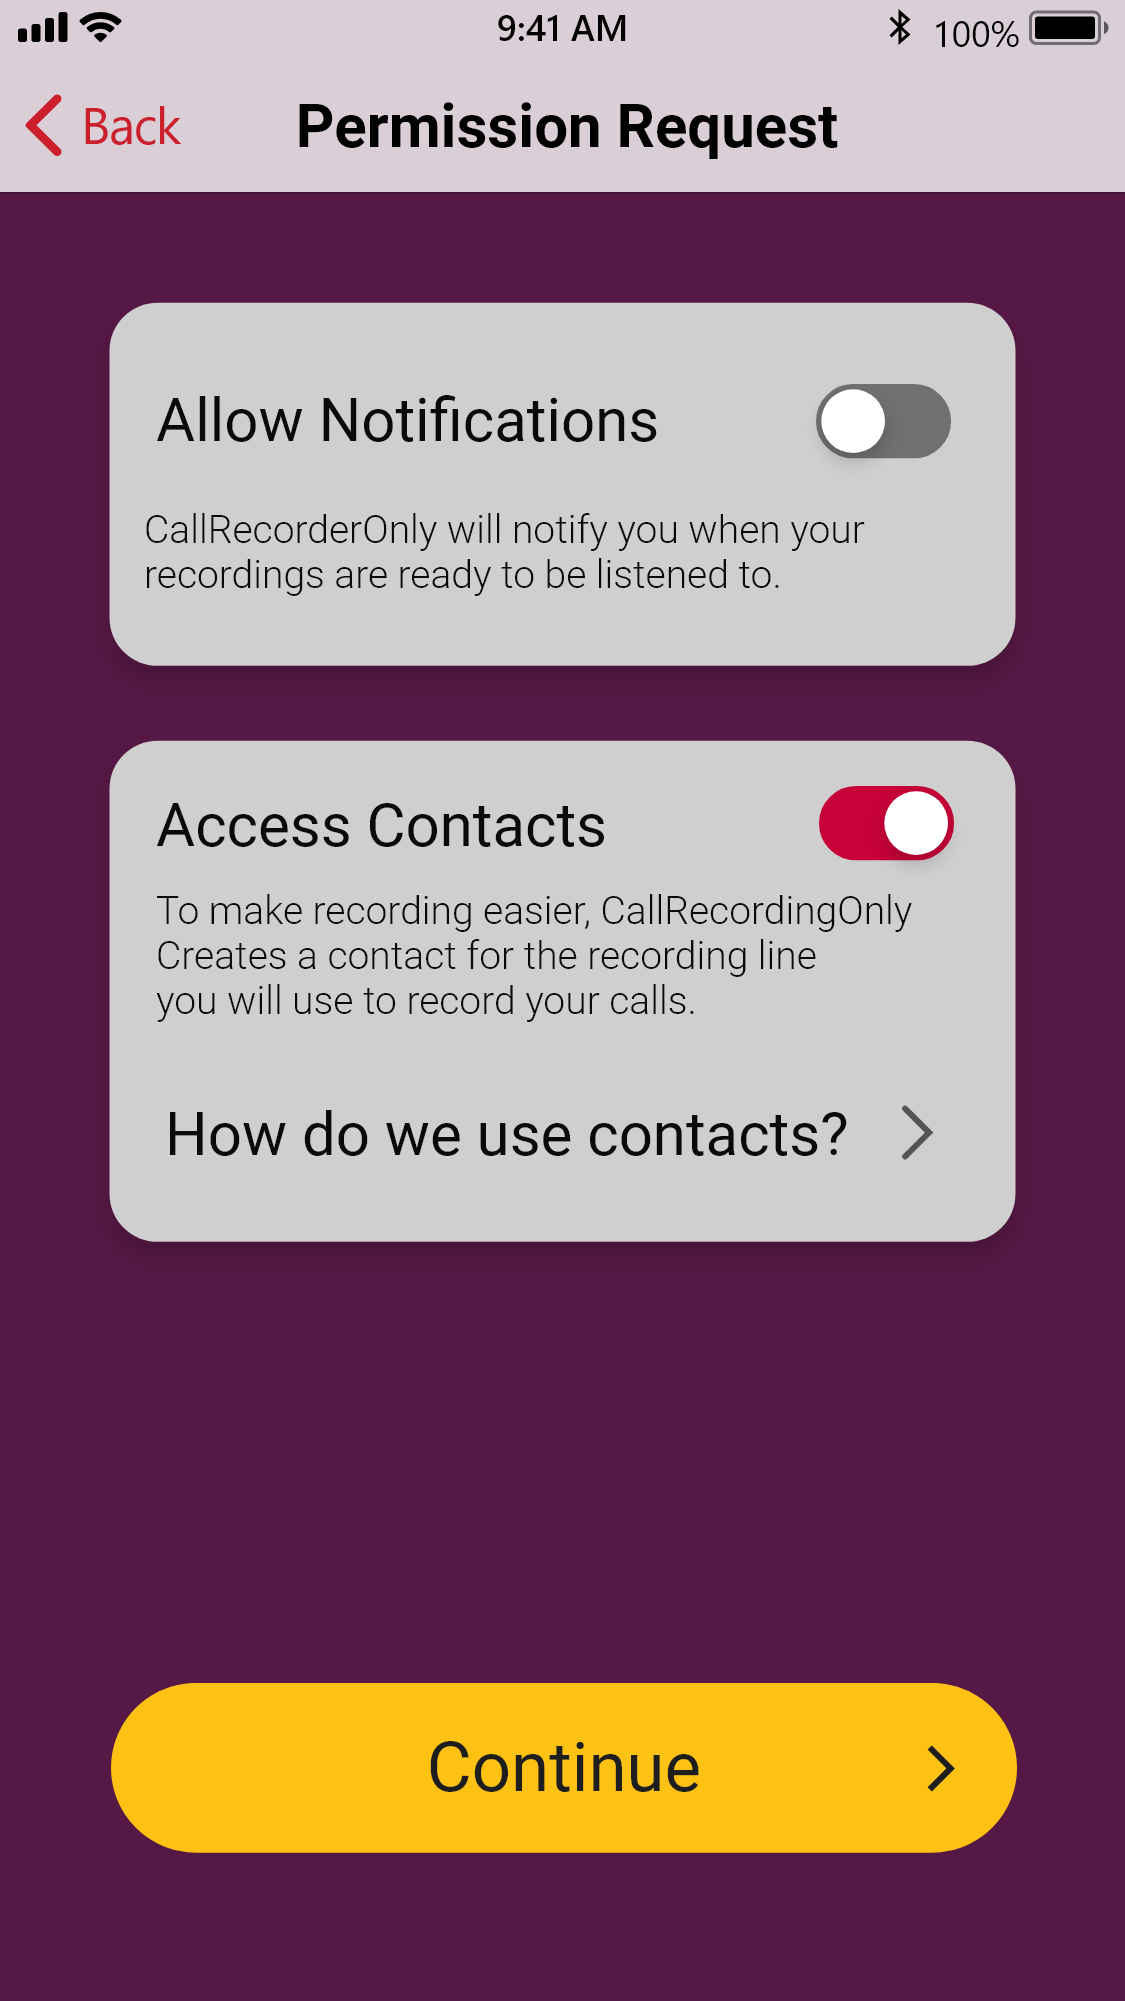 9:41 AM
100%
Back
Permission Request
Allow Notifications
CallRecorderOnly will notify you when your
recordings are ready to be listened to.
Access Contacts
To make recording easier, CallRecordingOnly
Creates a contact for the recording line
you will use to record your calls.
How do we use contacts?
Continue